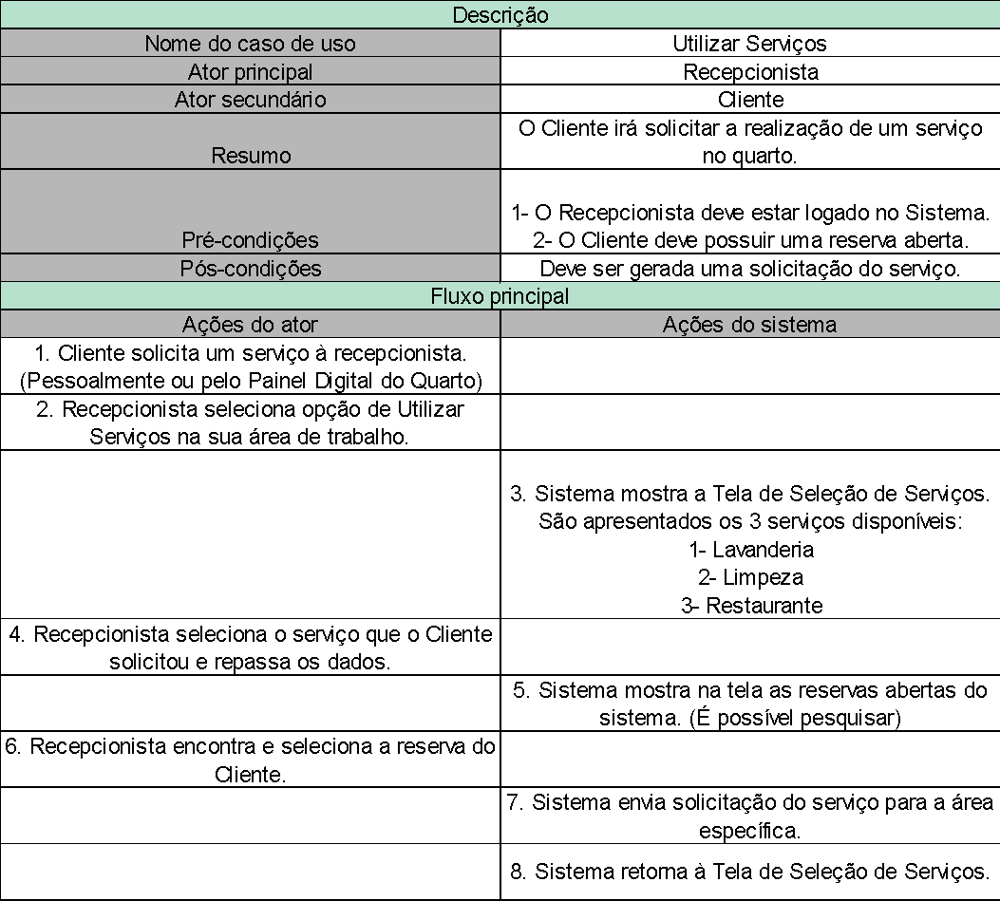 Descrição
Nome do caso de uso
Utilizar Serviços
Ator principal
Recepcionista
Ator secundário
Cliente
Resumo
O Cliente irá solicitar a realização de um serviço
no quarto.
Pré-condições
1- O Recepcionista deve estar logado no Sistema.
2- O Cliente deve possuir uma reserva aberta.
Pós-condições
Deve ser gerada uma solicitação do serviço.
Fluxo principal
Ações do ator
Ações do sistema
1. Cliente solicita um serviço à recepcionista.
(Pessoalmente ou pelo Painel Digital do Quarto)
2. Recepcionista seleciona opção de Utilizar
Serviços na sua área de trabalho.
3. Sistema mostra a Tela de Seleção de Serviços.
São apresentados os 3 serviços disponíveis:
1- Lavanderia
2- Limpeza
3- Restaurante
4. Recepcionista seleciona o serviço que o Cliente
solicitou e repassa os dados.
5. Sistema mostra na tela as reservas abertas do
sistema. (É possível pesquisar)
6. Recepcionista encontra e seleciona a reserva do
Cliente.
7. Sistema envia solicitação do serviço para a área
específica.
8. Sistema retorna à Tela de Seleção de Serviços.